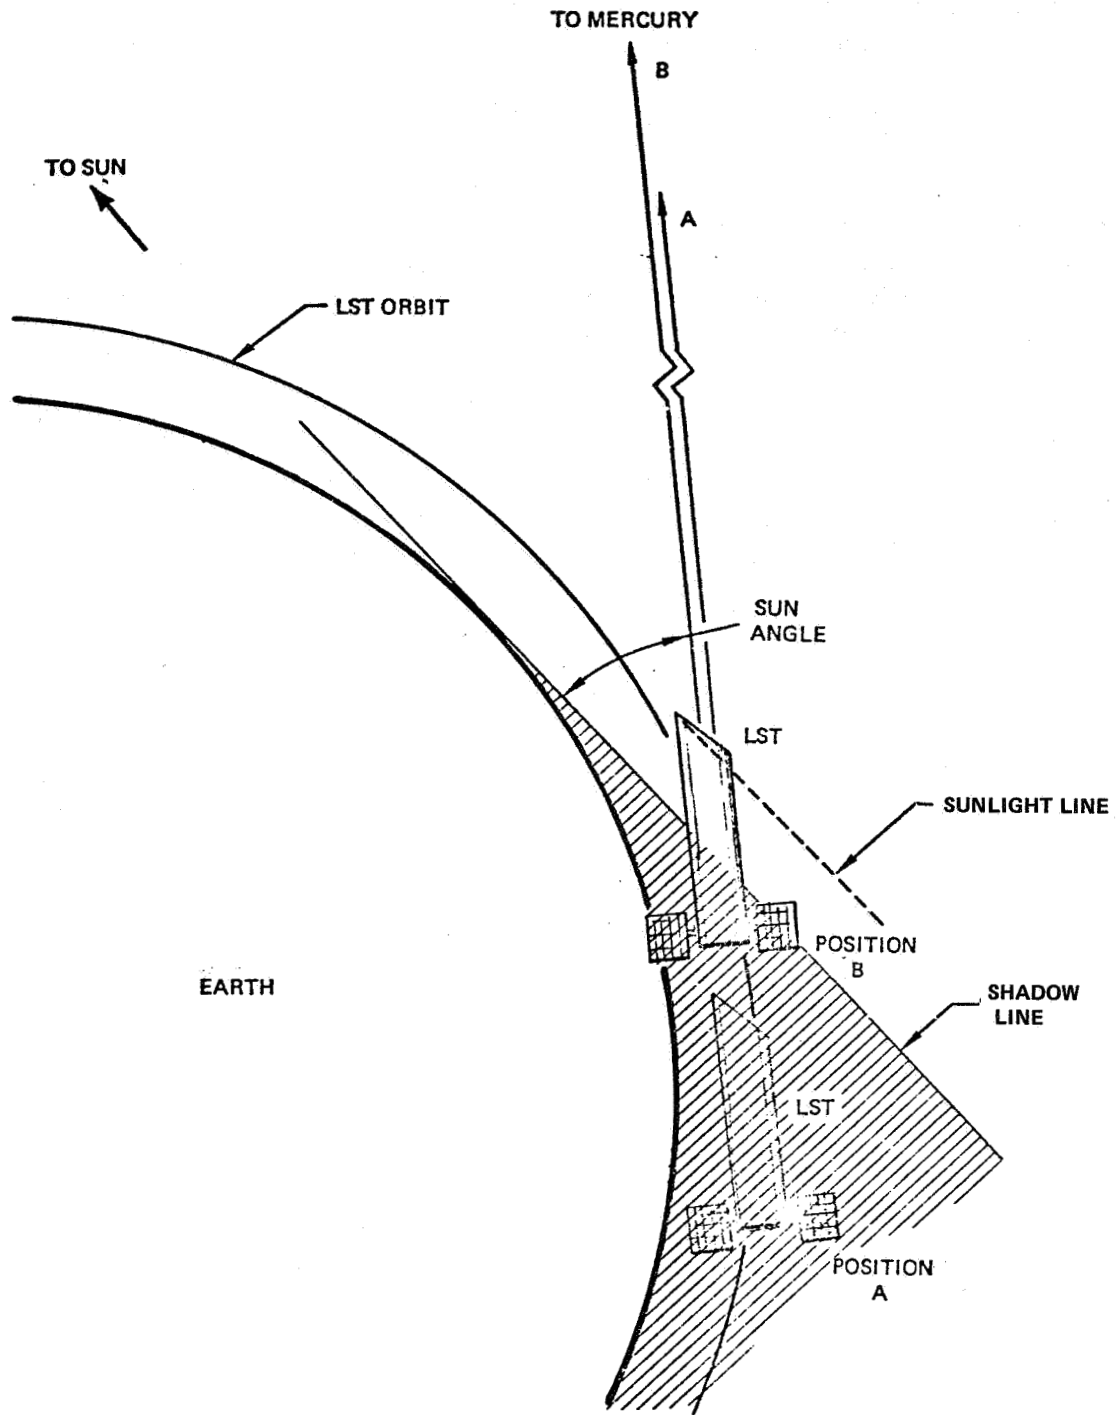 TO MERCURY
B
TO SUN
A
LST ORBIT
SUN
ANGLE
LST
SUNLIGHT LINE
POSITION
B
EARTH
SHADOW
LINE
LST
POSITION
A